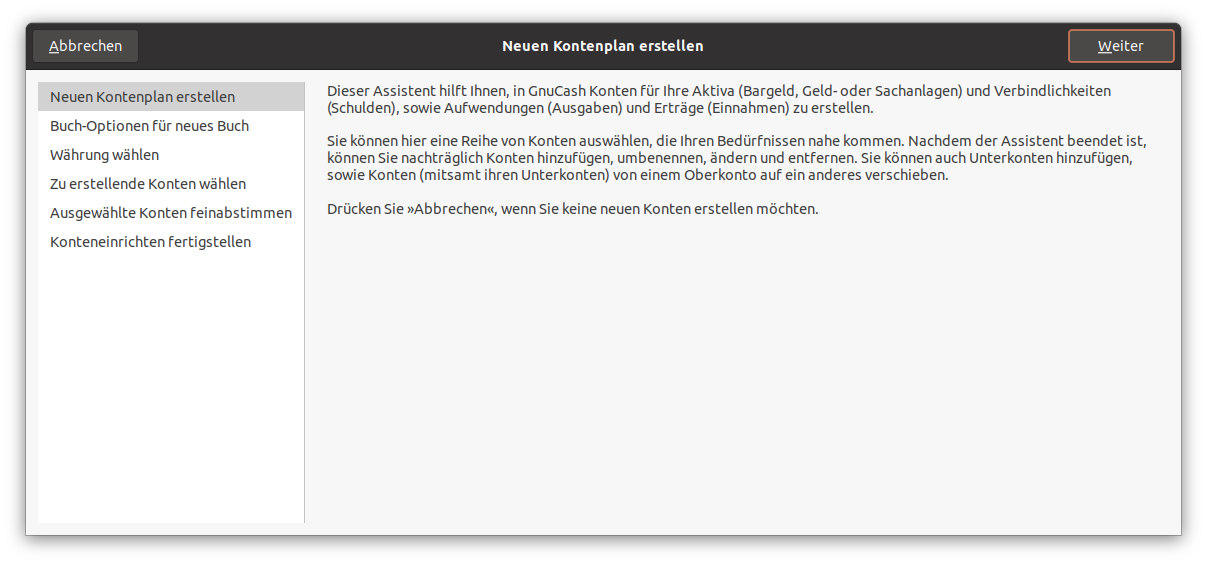 Abbrechen
Neuen Kontenplan erstellen
Weiter
Neuen Kontenplan erstellen
Buch-Optionen für neues Buch
Währung wählen
Zu erstellende Konten wählen
Ausgewählte Konten feinabstimmen
Konteneinrichten fertigstellen
Dieser Assistent hilft Ihnen, in GnuCash Konten für Ihre Aktiva (Bargeld, Geld- oder Sachanlagen) und Verbindlichkeiten
(Schulden), sowie Aufwendungen (Ausgaben) und Erträge (Einnahmen) zu erstellen.
Sie können hier eine Reihe von Konten auswählen, die Ihren Bedürfnissen nahe kommen. Nachdem der Assistent beendet ist,
können Sie nachträglich Konten hinzufügen, umbenennen, ändern und entfernen. Sie können auch Unterkonten hinzufügen,
sowie Konten (mitsamt ihren Unterkonten) von einem Oberkonto auf ein anderes verschieben.
Drücken Sie »Abbrechen«, wenn Sie keine neuen Konten erstellen möchten.